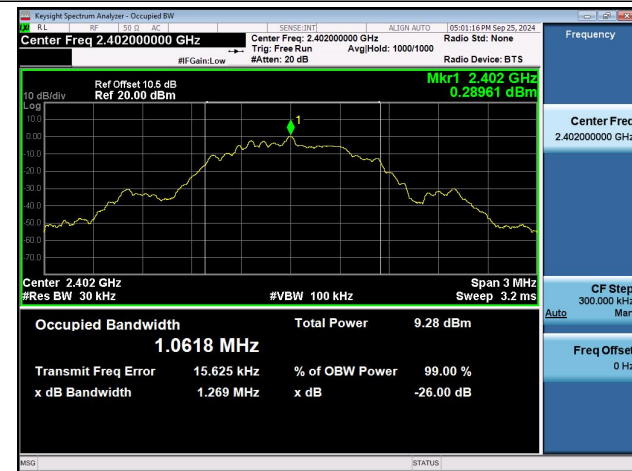 Keysight Spectrum Analyzer - Occupied BW
RL RF 50 Ω AC SENSE:INT ALIGN AUTO 05:01:16 PM Sep 25, 2024
Center Freq 2.402000000 GHz
#IFGain:Low
Center Freq: 2.402000000 GHz
Trig: Free Run Avg|Hold: 1000/1000
#Atten: 20 dB
Radio Std: None
Radio Device: BTS
Ref Offset 10.5 dB
10 dB/div Ref 20.00 dBm
Mkr1 2.402 GHz
0.28961 dBm
Log
10.0
0.00
-10.0
-20.0
-30.0
-40.0
-50.0
-60.0
-70.0
1
Center 2.402 GHz Span 3 MHz
#Res BW 30 kHz #VBW 100 kHz Sweep 3.2 ms
Occupied Bandwidth Total Power 9.28 dBm
1.0618 MHz
Transmit Freq Error 15.625 kHz % of OBW Power 99.00 %
x dB Bandwidth 1.269 MHz x dB -26.00 dB
MSG STATUS
Frequency
Center Freq
2.402000000 GHz
CF Step
300.000 kHz
Auto Man
Freq Offset
0 Hz